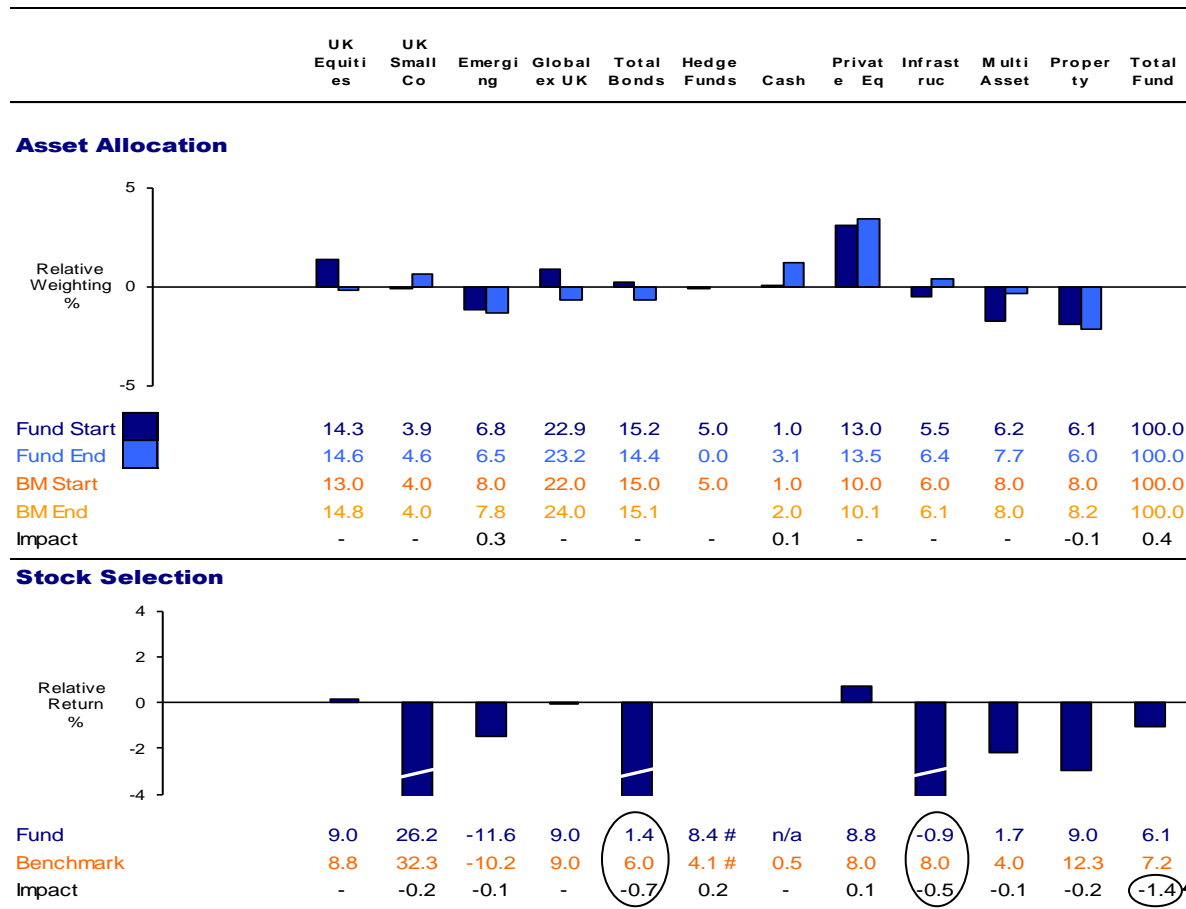 UK Equiti es UK Small Co Emergi ng Global ex UK Total Bonds Hedge Funds Cash Privat e Eq Infrast ruc Multi Asset Proper ty Total Fund
Asset Allocation
5
Relative
Weighting
%
0
-5
Fund Start 14.3 3.9 6.8 22.9 15.2 5.0 1.0 13.0 5.5 6.2 6.1 100.0
Fund End 14.6 4.6 6.5 23.2 14.4 0.0 3.1 13.5 6.4 7.7 6.0 100.0
BM Start 13.0 4.0 8.0 22.0 15.0 5.0 1.0 10.0 6.0 8.0 8.0 100.0
BM End 14.8 4.0 7.8 24.0 15.1 2.0 10.1 6.1 8.0 8.2 100.0
Impact - - 0.3 - - - 0.1 - - - -0.1 0.4
Stock Selection
4
2
Relative
Return
%
0
-2
-4
Fund 9.0 26.2 -11.6 9.0 1.4 8.4 # n/a 8.8 -0.9 1.7 9.0 6.1
Benchmark 8.8 32.3 -10.2 9.0 6.0 4.1 # 0.5 8.0 8.0 4.0 12.3 7.2
Impact - -0.2 -0.1 - -0.7 0.2 - 0.1 -0.5 -0.1 -0.2 -1.4